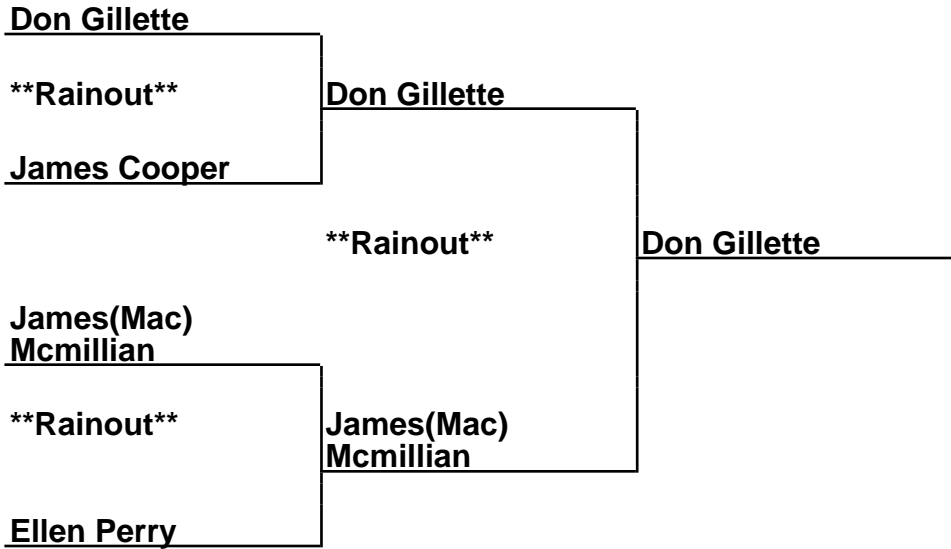 Don Gillette
**Rainout**
Don Gillette
James Cooper
**Rainout**
Don Gillette
James(Mac)
Mcmillian
**Rainout**
James(Mac)
Mcmillian
Ellen Perry